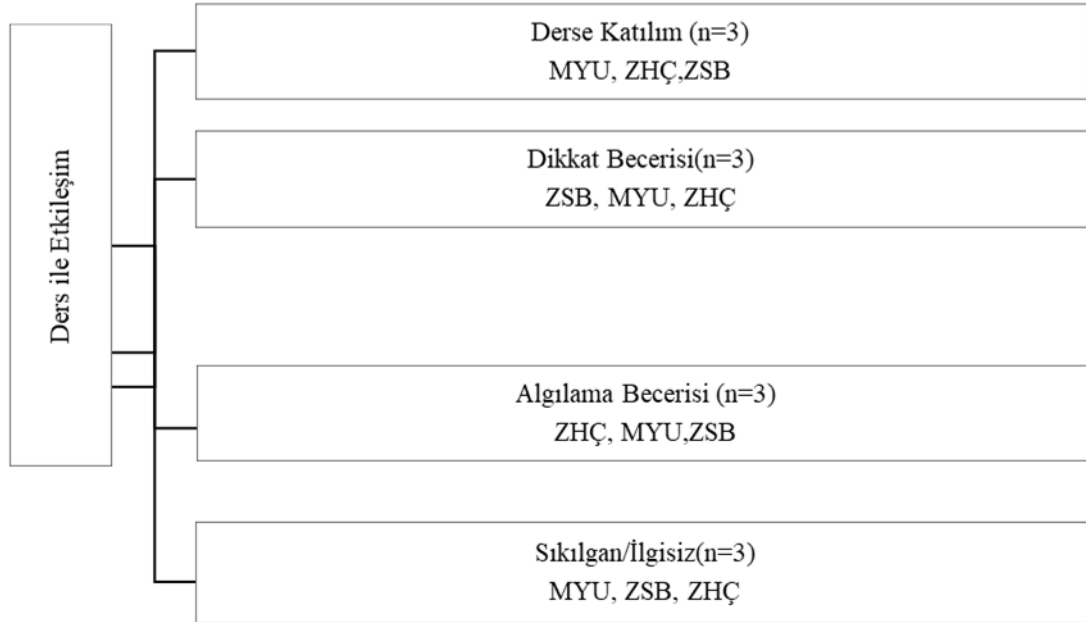 Ders ile Etkileşim
Derse Katılım (n=3)
MYU, ZHÇ,ZSB
Dikkat Becerisi(n=3)
ZSB, MYU, ZHÇ
Algılama Becerisi (n=3)
ZHÇ, MYU,ZSB
Sıkılgan/İlgisiz(n=3)
MYU, ZSB, ZHÇ